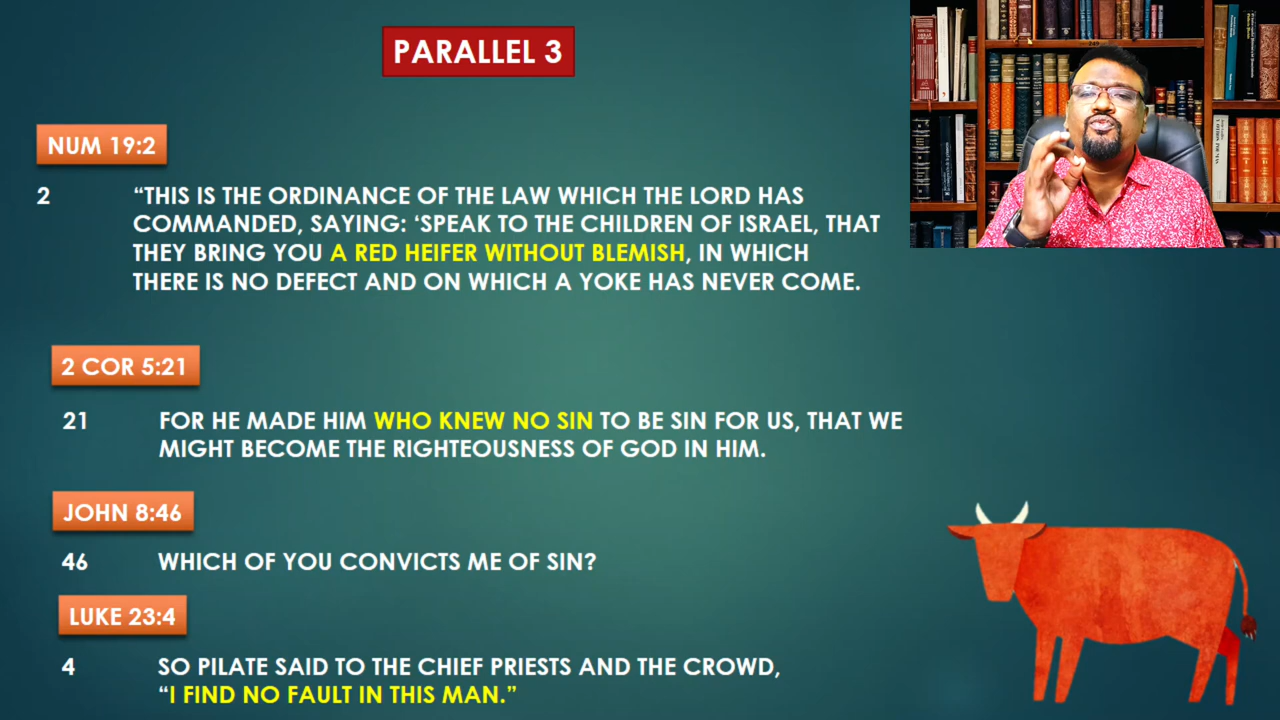 PARALLEL 3
NUM 19:2
2 “THIS IS THE ORDINANCE OF THE LAW WHICH THE LORD HAS
COMMANDED, SAYING: ‘SPEAK TO THE CHILDREN OF ISRAEL, THAT
THEY BRING YOU A RED HEIFER WITHOUT BLEMISH, IN WHICH
THERE IS NO DEFECT AND ON WHICH A YOKE HAS NEVER COME.
2 COR 5:21
21 FOR HE MADE HIM WHO KNEW NO SIN TO BE SIN FOR US, THAT WE
MIGHT BECOME THE RIGHTEOUSNESS OF GOD IN HIM.
JOHN 8:46
46 WHICH OF YOU CONVICTS ME OF SIN?
LUKE 23:4
4 SO PILATE SAID TO THE CHIEF PRIESTS AND THE CROWD,
“I FIND NO FAULT IN THIS MAN.”